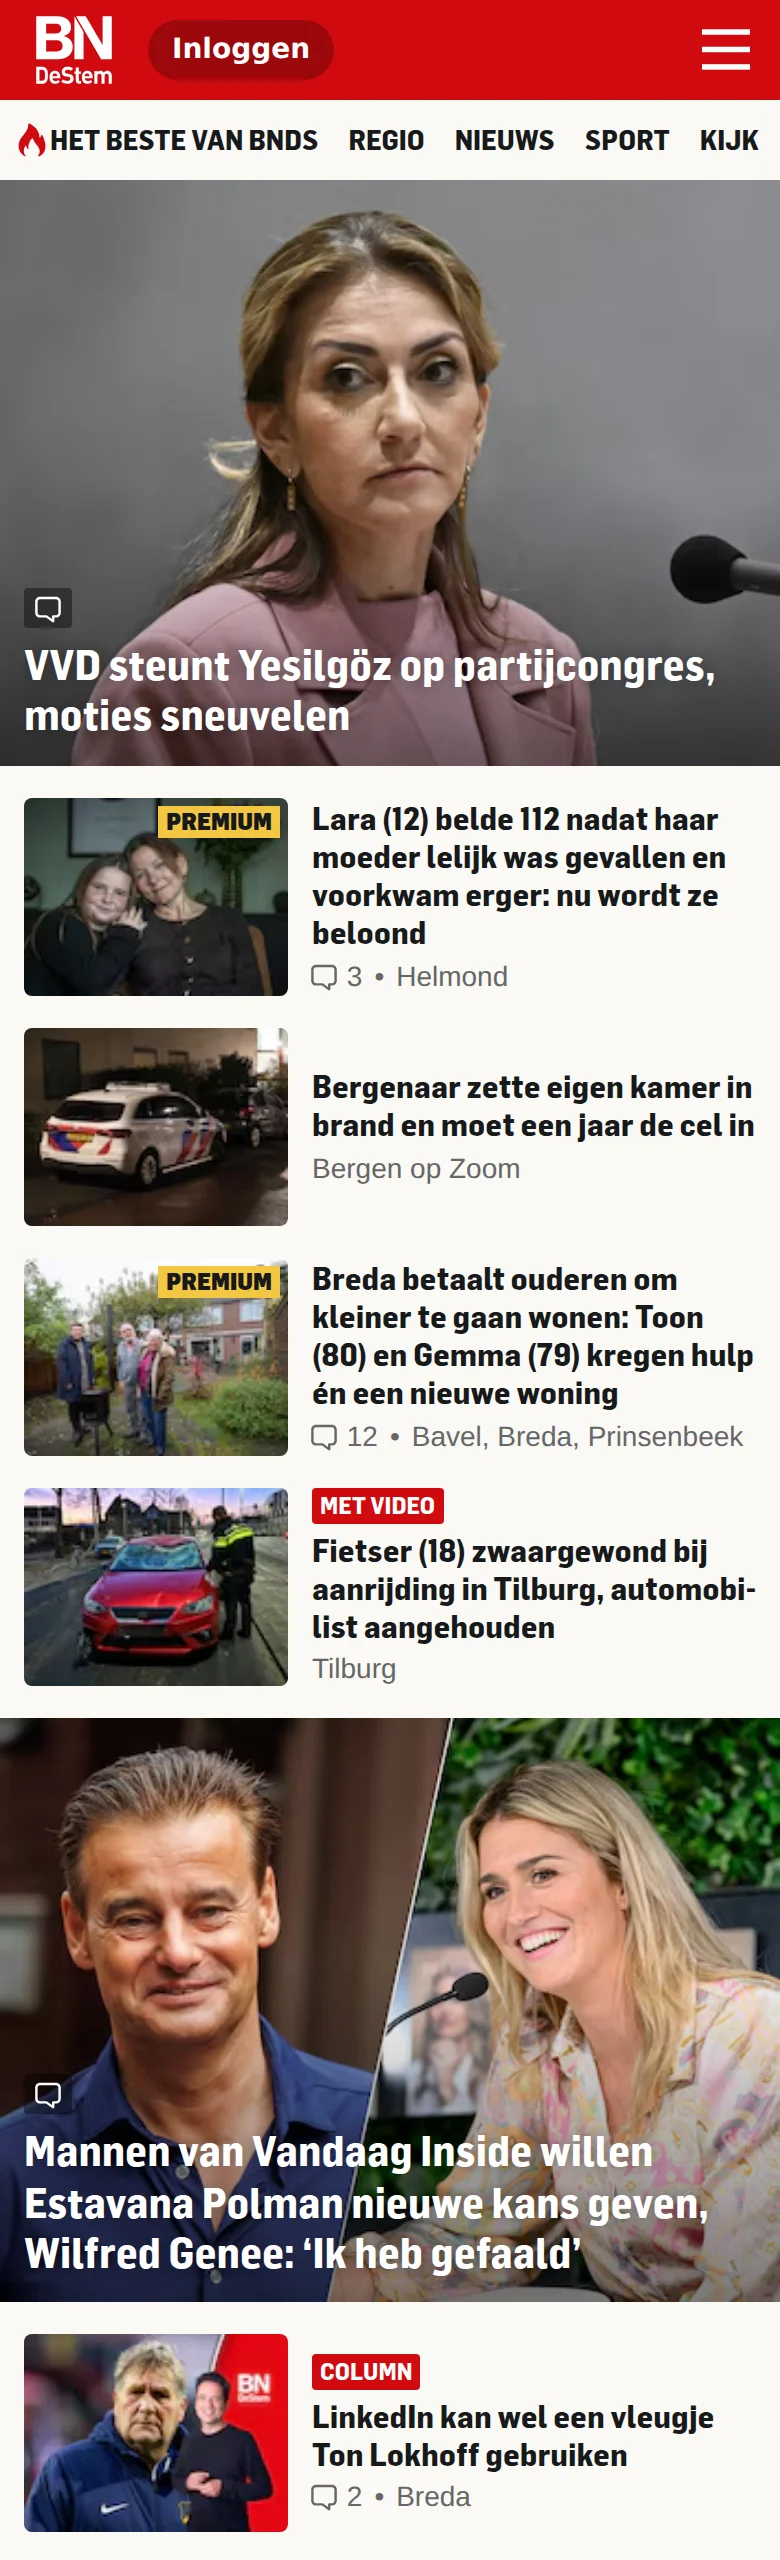 BN
DeStem
Inloggen
HET BESTE VAN BNDS REGIO NIEUWS SPORT KIJK
VVD steunt Yesilgöz op partijcongres,
moties sneuvelen
PREMIUM
Lara (12) belde 112 nadat haar
moeder lelijk was gevallen en
voorkwam erger: nu wordt ze
beloond
3 • Helmond
Bergenaar zette eigen kamer in
brand en moet een jaar de cel in
Bergen op Zoom
PREMIUM
Breda betaalt ouderen om
kleiner te gaan wonen: Toon
(80) en Gemma (79) kregen hulp
én een nieuwe woning
12 • Bavel, Breda, Prinsenbeek
MET VIDEO
Fietser (18) zwaargewond bij
aanrijding in Tilburg, automobi-
list aangehouden
Tilburg
Mannen van Vandaag Inside willen
Estavana Polman nieuwe kans geven,
Wilfred Genee: ‘Ik heb gefaald’
BN
DeStem
COLUMN
LinkedIn kan wel een vleugje
Ton Lokhoff gebruiken
2 • Breda